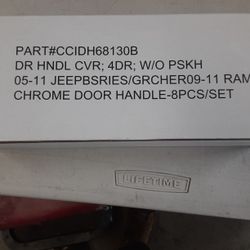 PART#CCIDH68130B
DR HNDL CVR; 4DR; W/O PSKH
05-11 JEEPBSRIES/GRCHER09-11 RAM
CHROME DOOR HANDLE-8PCS/SET
LIFETIME